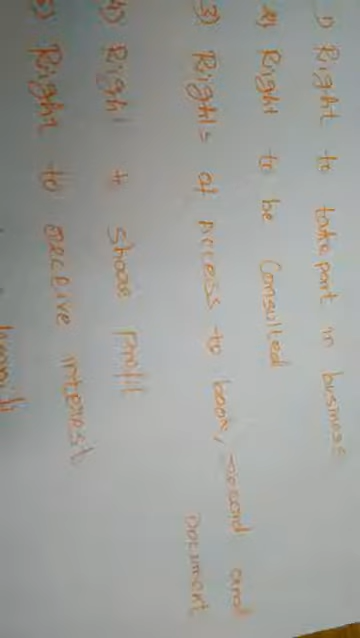 1) Right to take part in business
2) Right to be Consulted
3) Rights of Access to book, record and
Document
4) Right to share profit
5) Right to receive interest